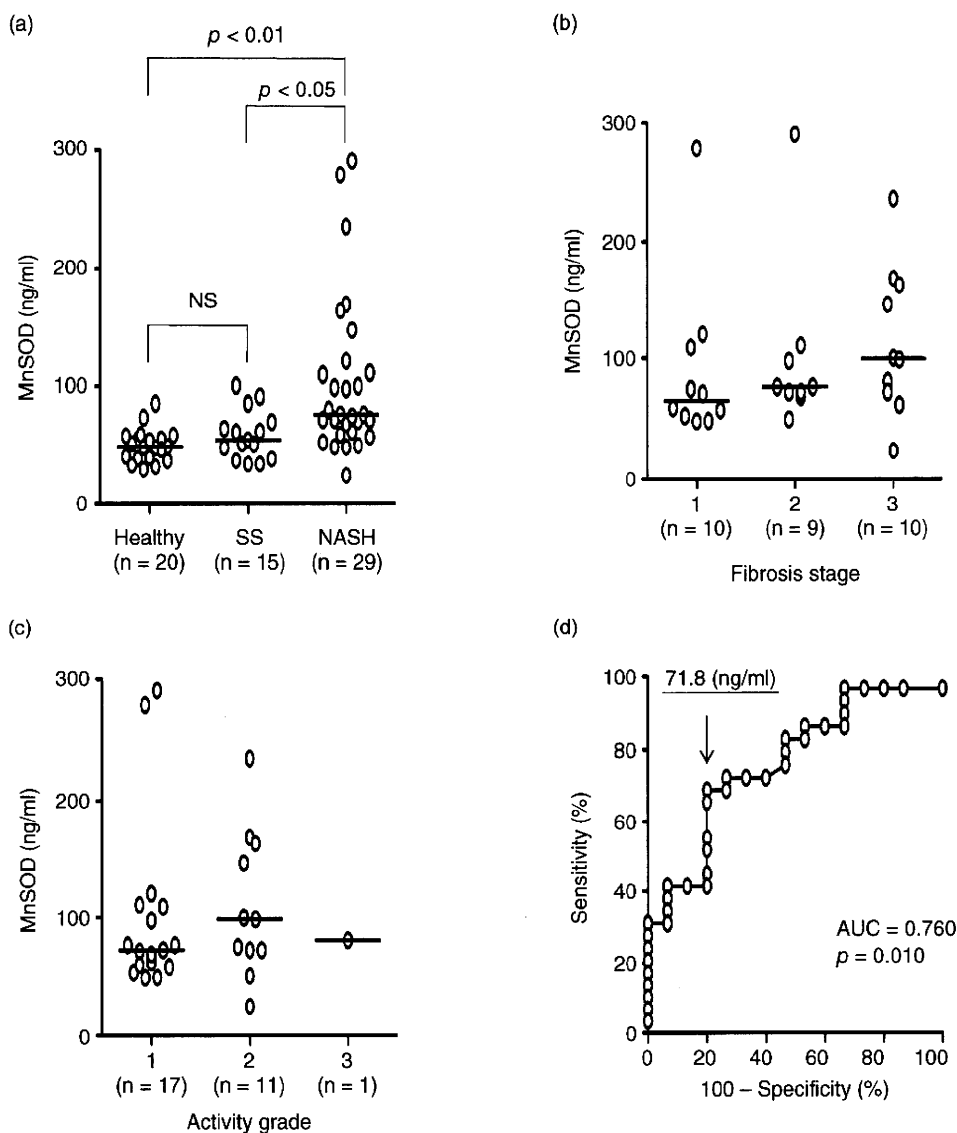 (a)
p < 0.01
p < 0.05
NS
300
200
100
0
MnSOD (ng/ml)
Healthy SS NASH
(n = 20) (n = 15) (n = 29)
(b)
300
200
100
0
MnSOD (ng/ml)
1 2 3
(n = 10) (n = 9) (n = 10)
Fibrosis stage
(c)
300
200
100
0
MnSOD (ng/ml)
1 2 3
(n = 17) (n = 11) (n = 1)
Activity grade
(d)
100
80
60
40
20
0
Sensitivity (%)
71.8 (ng/ml)
AUC = 0.760
p = 0.010
0 20 40 60 80 100
100 – Specificity (%)